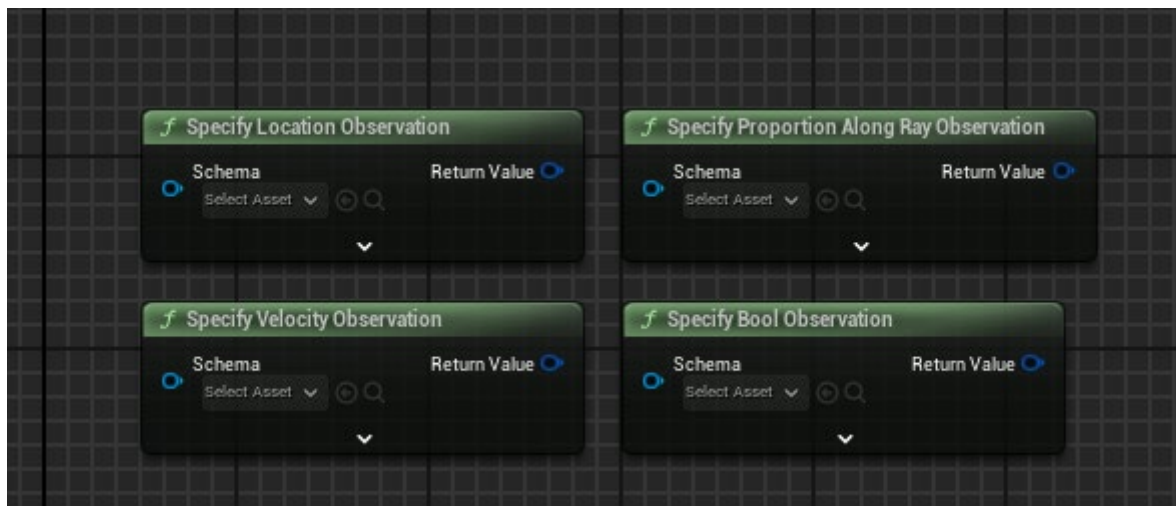 Specify Location Observation
Schema
Return Value
Select Asset
Specify Proportion Along Ray Observation
Schema
Return Value
Select Asset
Specify Velocity Observation
Schema
Return Value
Select Asset
Specify Bool Observation
Schema
Return Value
Select Asset